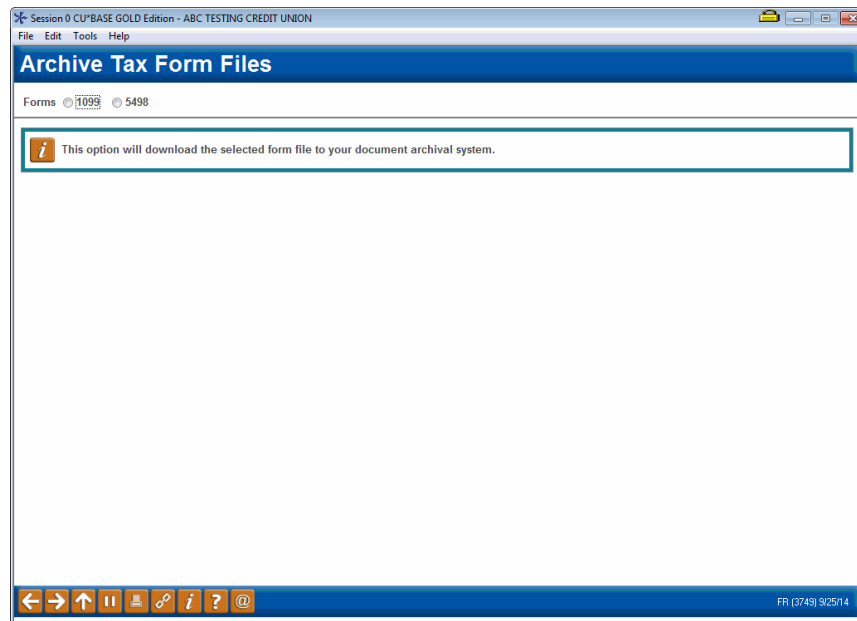 Session 0 CU*BASE GOLD Edition - ABC TESTING CREDIT UNION
File Edit Tools Help
Archive Tax Form Files
Forms 1099 5498
i This option will download the selected form file to your document archival system.
i ? @
FR (3749) 9/25/14